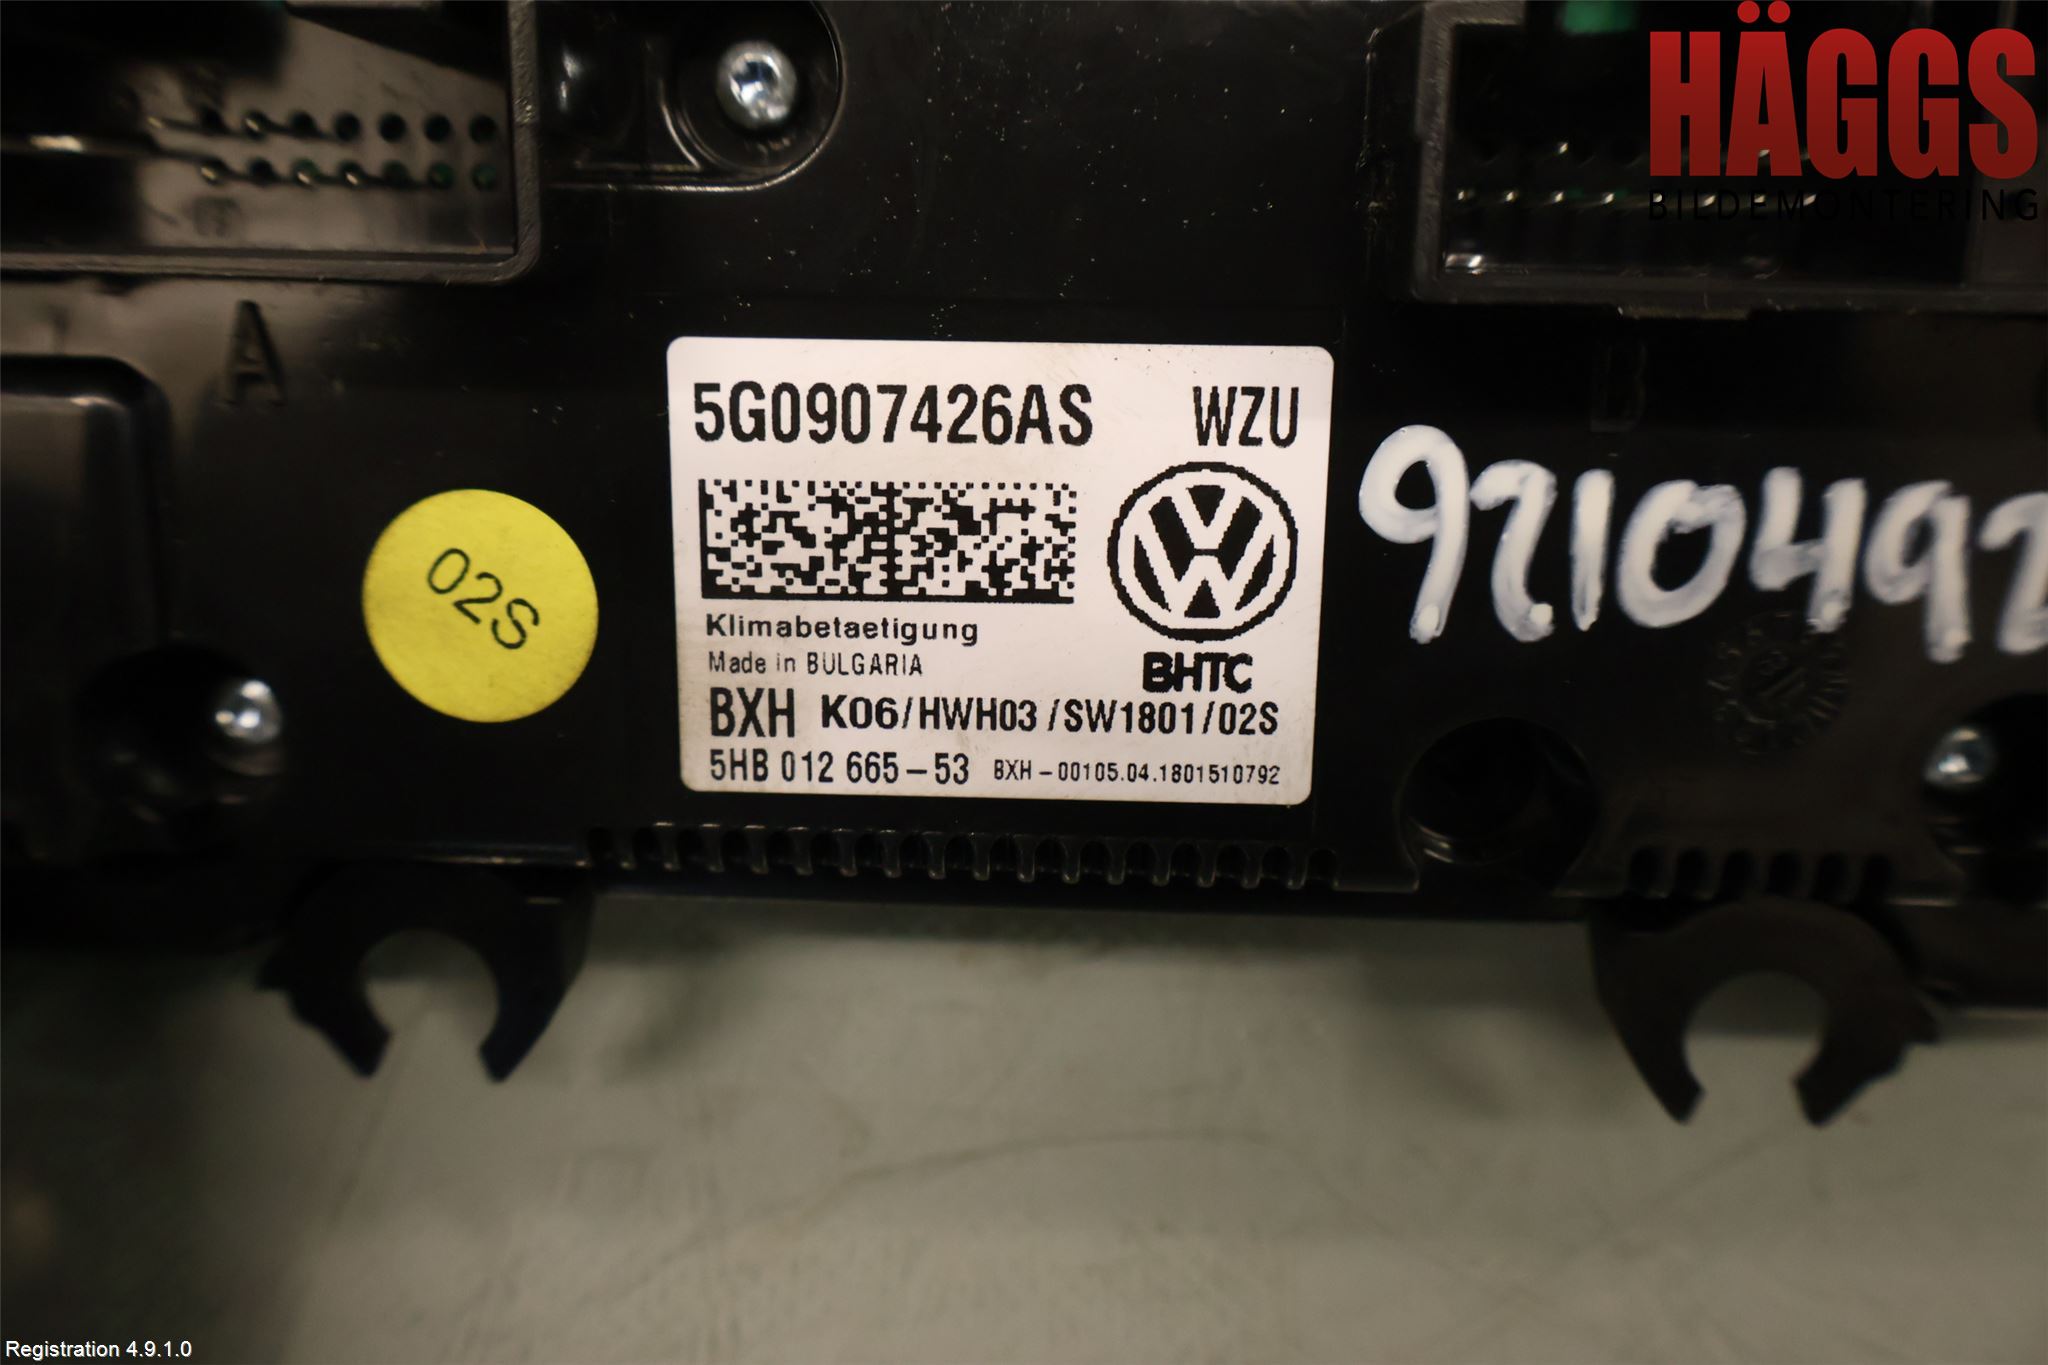 HÄGGS
BILDEMONTERING
A
B
5G0907426AS WZU
02S
Klimabetaetigung
Made in BULGARIA
BHTC
BXH K06/HWH03/SW1801/02S
5HB 012 665-53 BXH-00105.04.1801510792
Registration 4.9.1.0